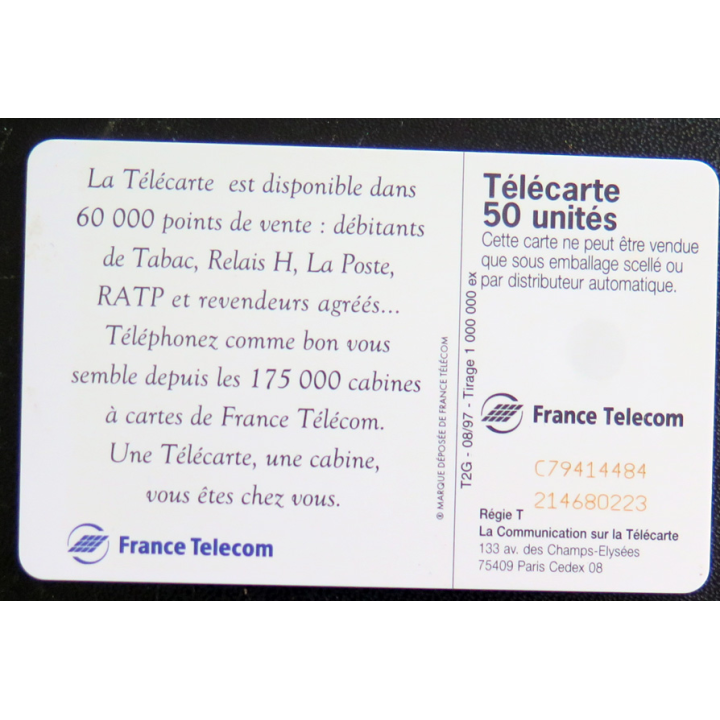 La Télécarte est disponible dans
60 000 points de vente : débitants
de Tabac, Relais H, La Poste,
RATP et revendeurs agréés...
Téléphonez comme bon vous
semble depuis les 175 000 cabines
à cartes de France Télécom.
Une Télécarte, une cabine,
vous êtes chez vous.
France Telecom
® MARQUE DÉPOSÉE DE FRANCE TÉLÉCOM
T2G - 08/97 - Tirage 1 000 000 ex
Télécarte
50 unités
Cette carte ne peut être vendue
que sous emballage scellé ou
par distributeur automatique.
France Telecom
C79414484
214680223
Régie T
La Communication sur la Télécarte
133 av. des Champs-Elysées
75409 Paris Cedex 08